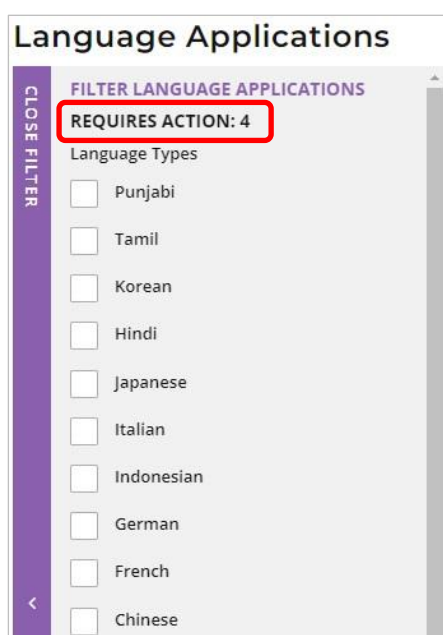 Language Applications
CLOSE FILTER
FILTER LANGUAGE APPLICATIONS
REQUIRES ACTION: 4
Language Types
Punjabi
Tamil
Korean
Hindi
Japanese
Italian
Indonesian
German
French
Chinese